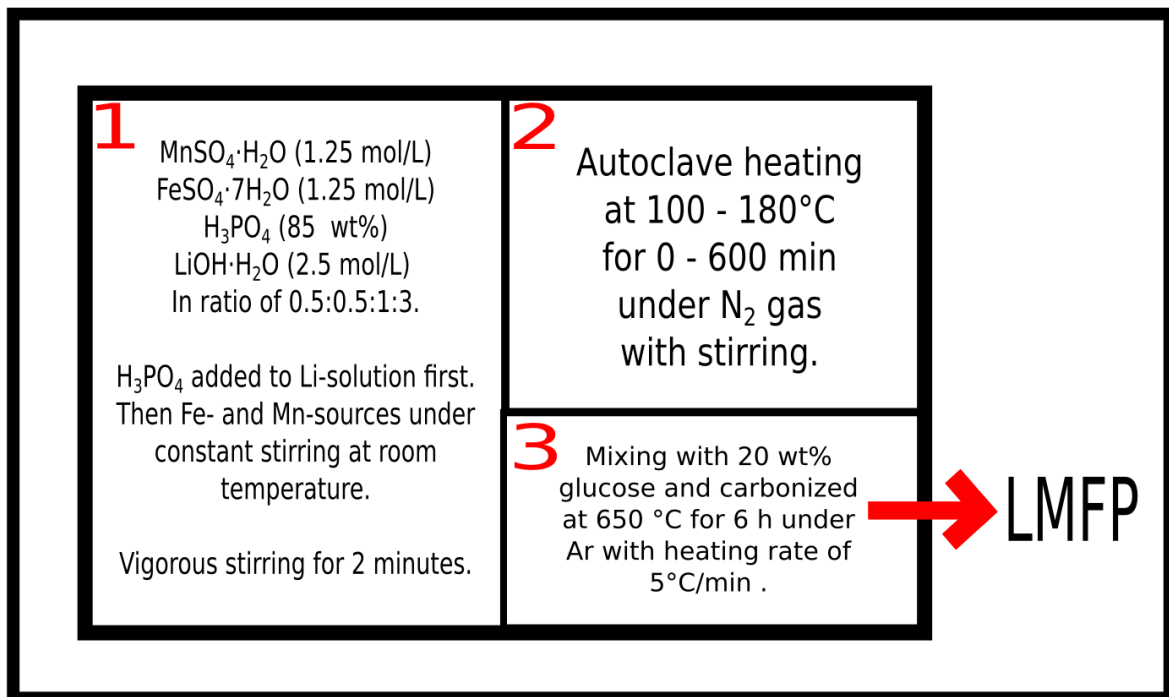 1
MnSO₄·H₂O (1.25 mol/L)
FeSO₄·7H₂O (1.25 mol/L)
H₃PO₄ (85  wt%)
LiOH·H₂O (2.5 mol/L)
In ratio of 0.5:0.5:1:3.
H₃PO₄ added to Li-solution first.
Then Fe- and Mn-sources under
constant stirring at room
temperature.
Vigorous stirring for 2 minutes.
2
Autoclave heating
at 100 - 180°C
for 0 - 600 min
under N₂ gas
with stirring.
3
Mixing with 20 wt%
glucose and carbonized
at 650 °C for 6 h under
Ar with heating rate of
5°C/min .
LMFP